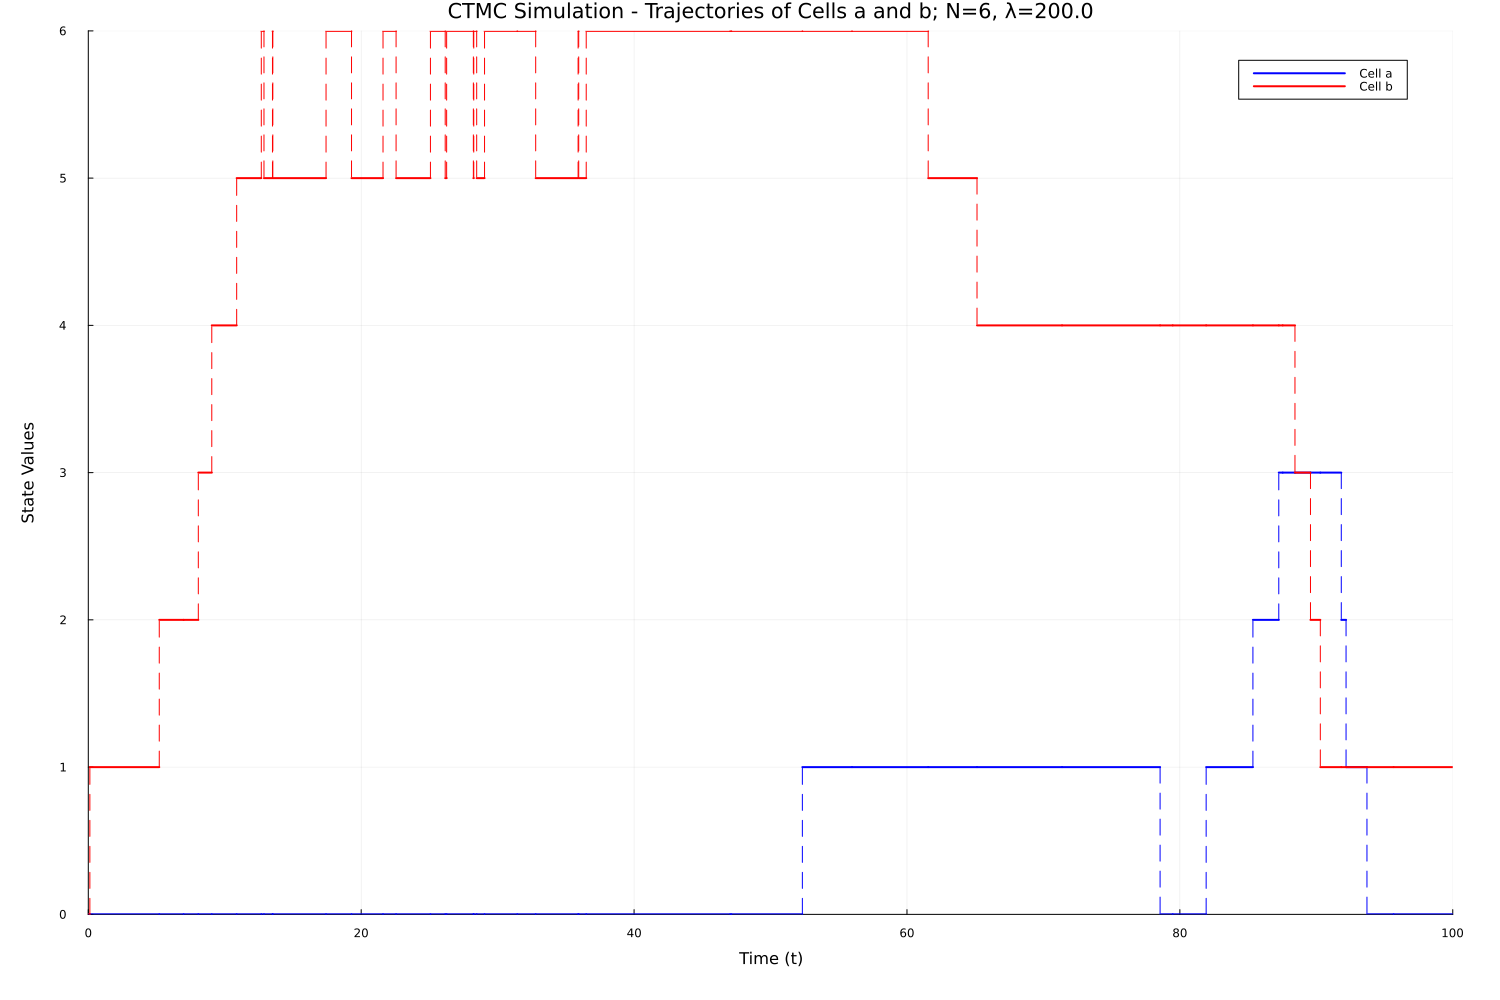 CTMC Simulation - Trajectories of Cells a and b; N=6, λ=200.0
6
5
4
3
2
1
0
State Values
Cell a
Cell b
0 20 40 60 80 100
Time (t)